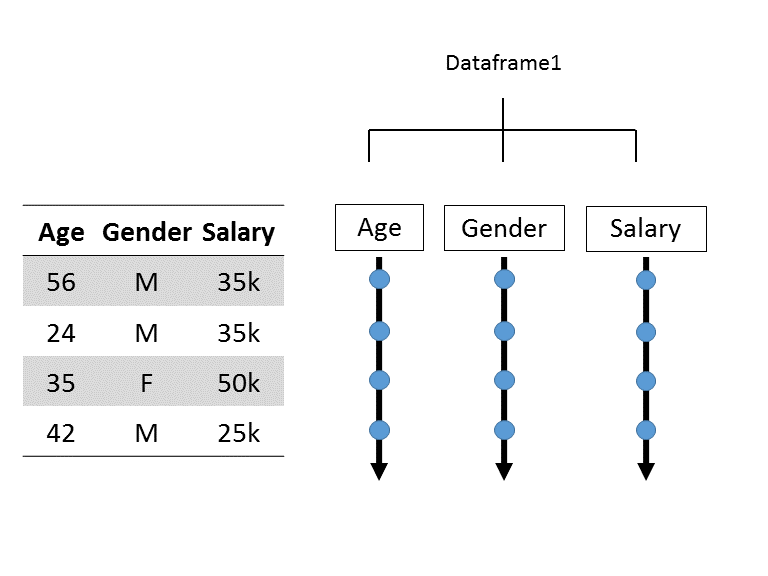 Dataframe1
Age Gender Salary
56 M 35k
24 M 35k
35 F 50k
42 M 25k
Age Gender Salary